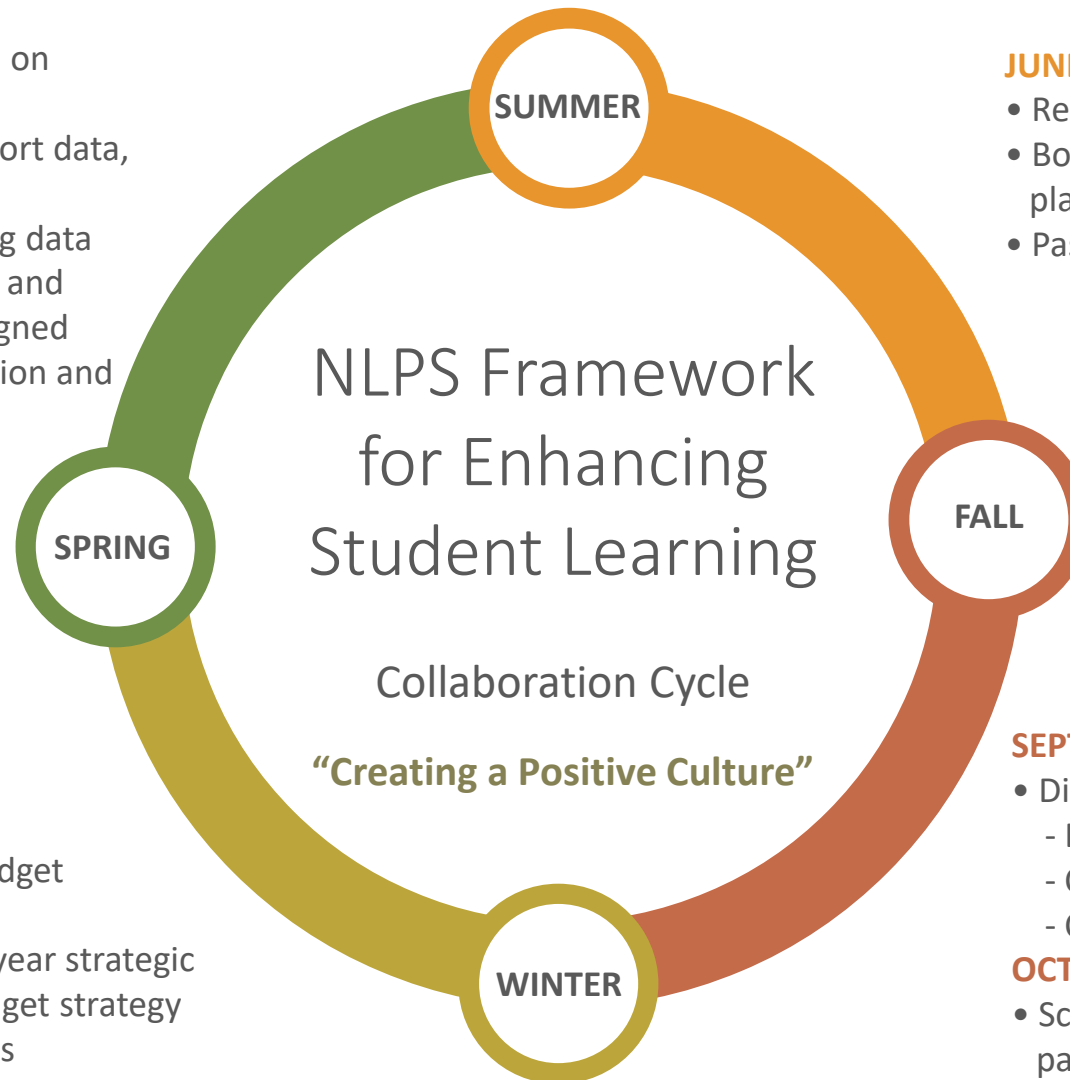 on
ort data,
g data
and
gned
ion and
SUMMER
JUN
• Re
• Bo
pla
• Pa
NLPS Framework
for Enhancing
Student Learning
Collaboration Cycle
“Creating a Positive Culture”
SPRING
FALL
WINTER
dget
year strategic
get strategy
s
SEPT
• Di
-
-
-
OCT
• Sc
pa